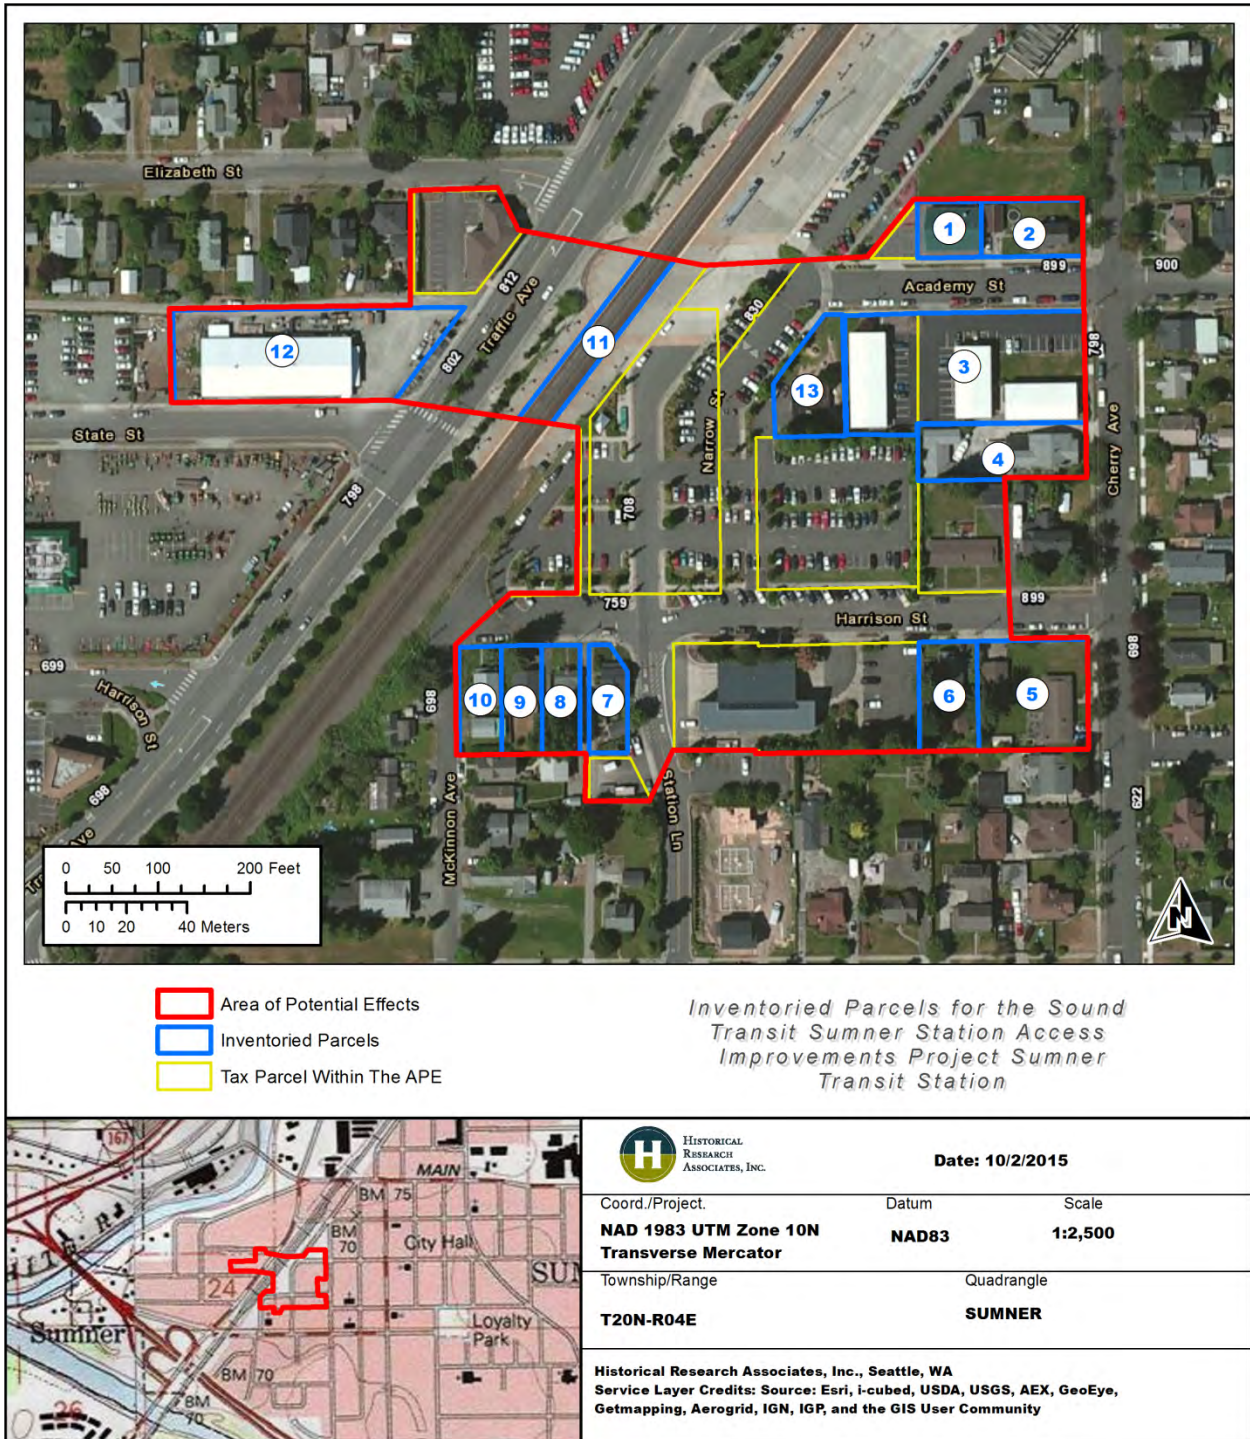 Elizabeth St
812
Traffic Ave
802
State St
798
Academy St
899
900
830
798
Narrow St
708
Cherry Ave
759
899
Harrison St
699
Harrison St
698
698
698
622
McKinnon Ave
Station Ln
1
2
3
4
5
6
7
8
9
10
11
12
13
0 50 100 200 Feet
0 10 20 40 Meters
N
Area of Potential Effects
Inventoried Parcels
Tax Parcel Within The APE
Inventoried Parcels for the Sound
Transit Sumner Station Access
Improvements Project Sumner
Transit Station
167
MAIN
BM 75
BM
70
City Hall
24
Sumner
Loyalty
Park
BM 70
BM
70
26
H
HISTORICAL
RESEARCH
ASSOCIATES, INC.
Date: 10/2/2015
Coord./Project.
Datum
Scale
NAD 1983 UTM Zone 10N
Transverse Mercator
NAD83
1:2,500
Township/Range
Quadrangle
T20N-R04E
SUMNER
Historical Research Associates, Inc., Seattle, WA
Service Layer Credits: Source: Esri, i-cubed, USDA, USGS, AEX, GeoEye,
Getmapping, Aerogrid, IGN, IGP, and the GIS User Community